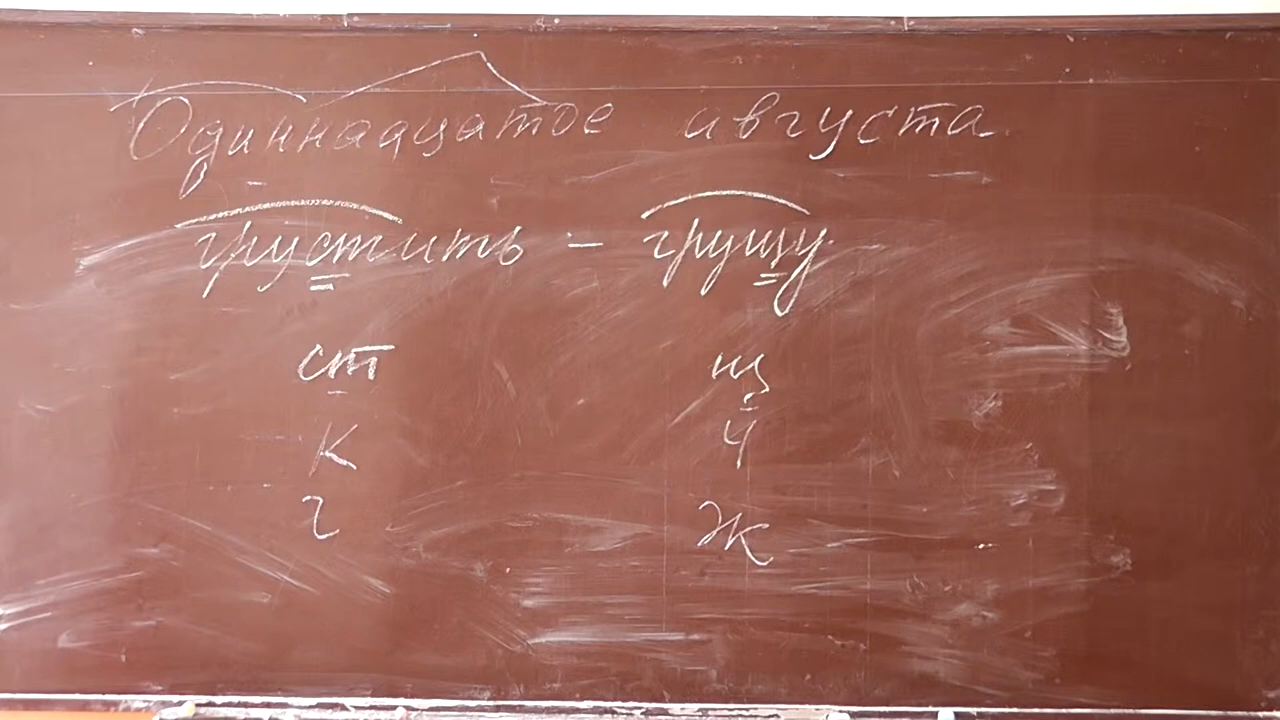 Одиннадцатое августа.
грустить – грущу.
ст щ
к ч
г ж